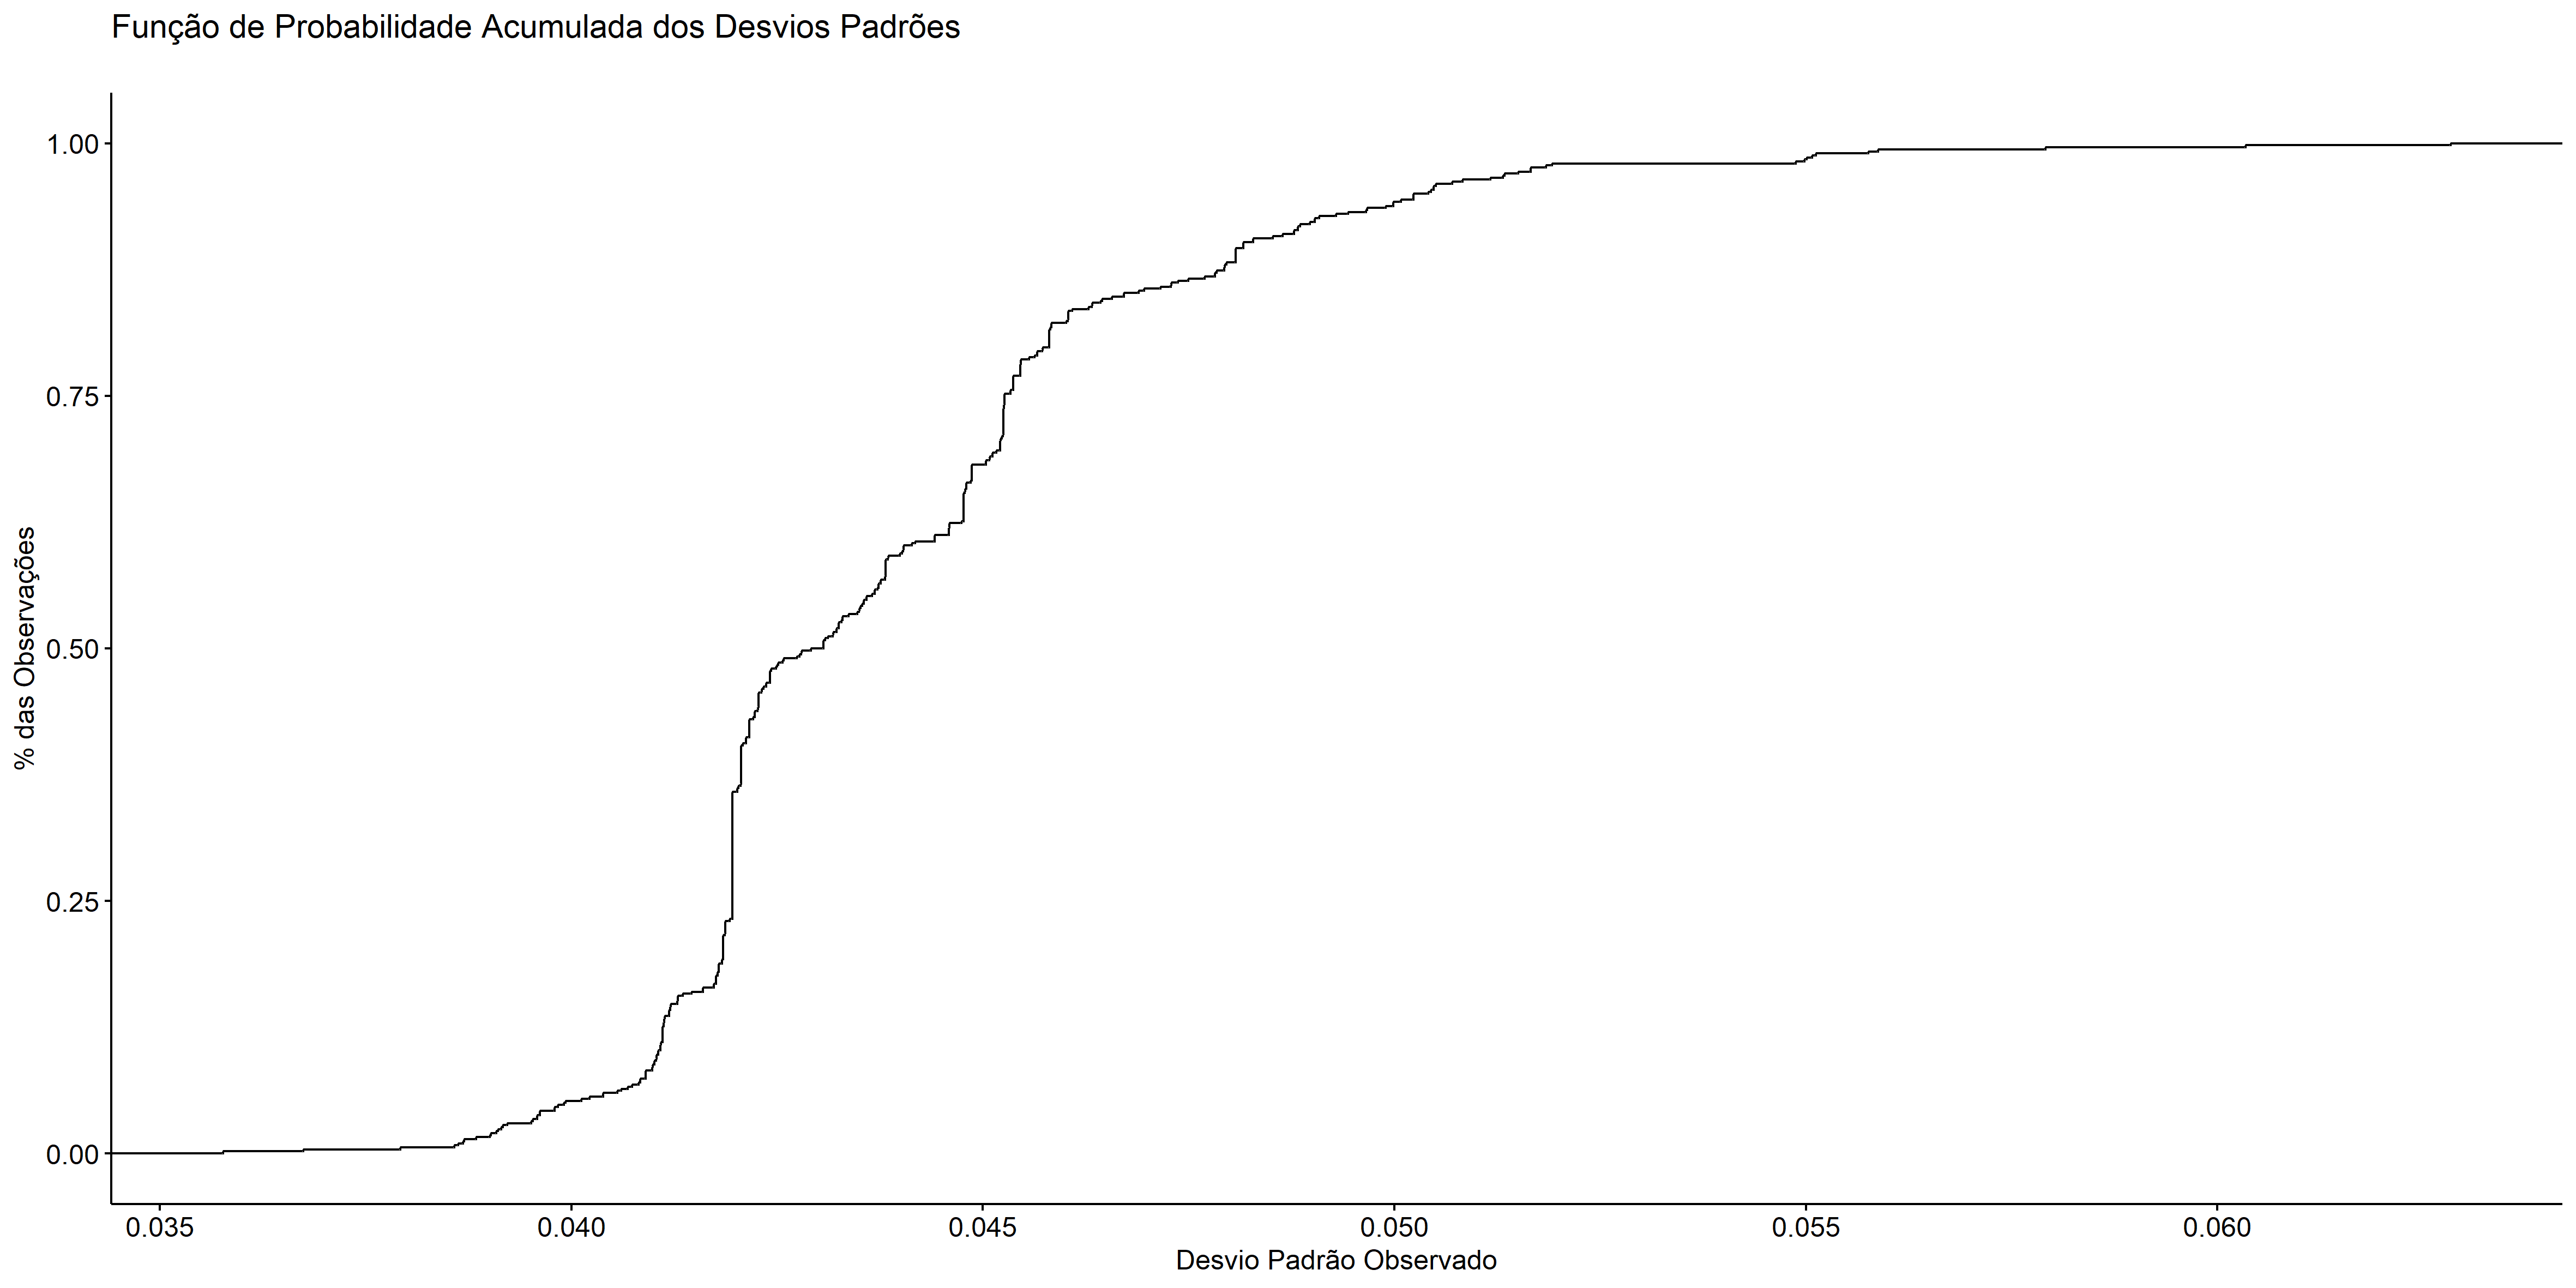 Função de Probabilidade Acumulada dos Desvios Padrões
1.00
0.75
0.50
0.25
0.00
% das Observações
0.035 0.040 0.045 0.050 0.055 0.060
Desvio Padrão Observado